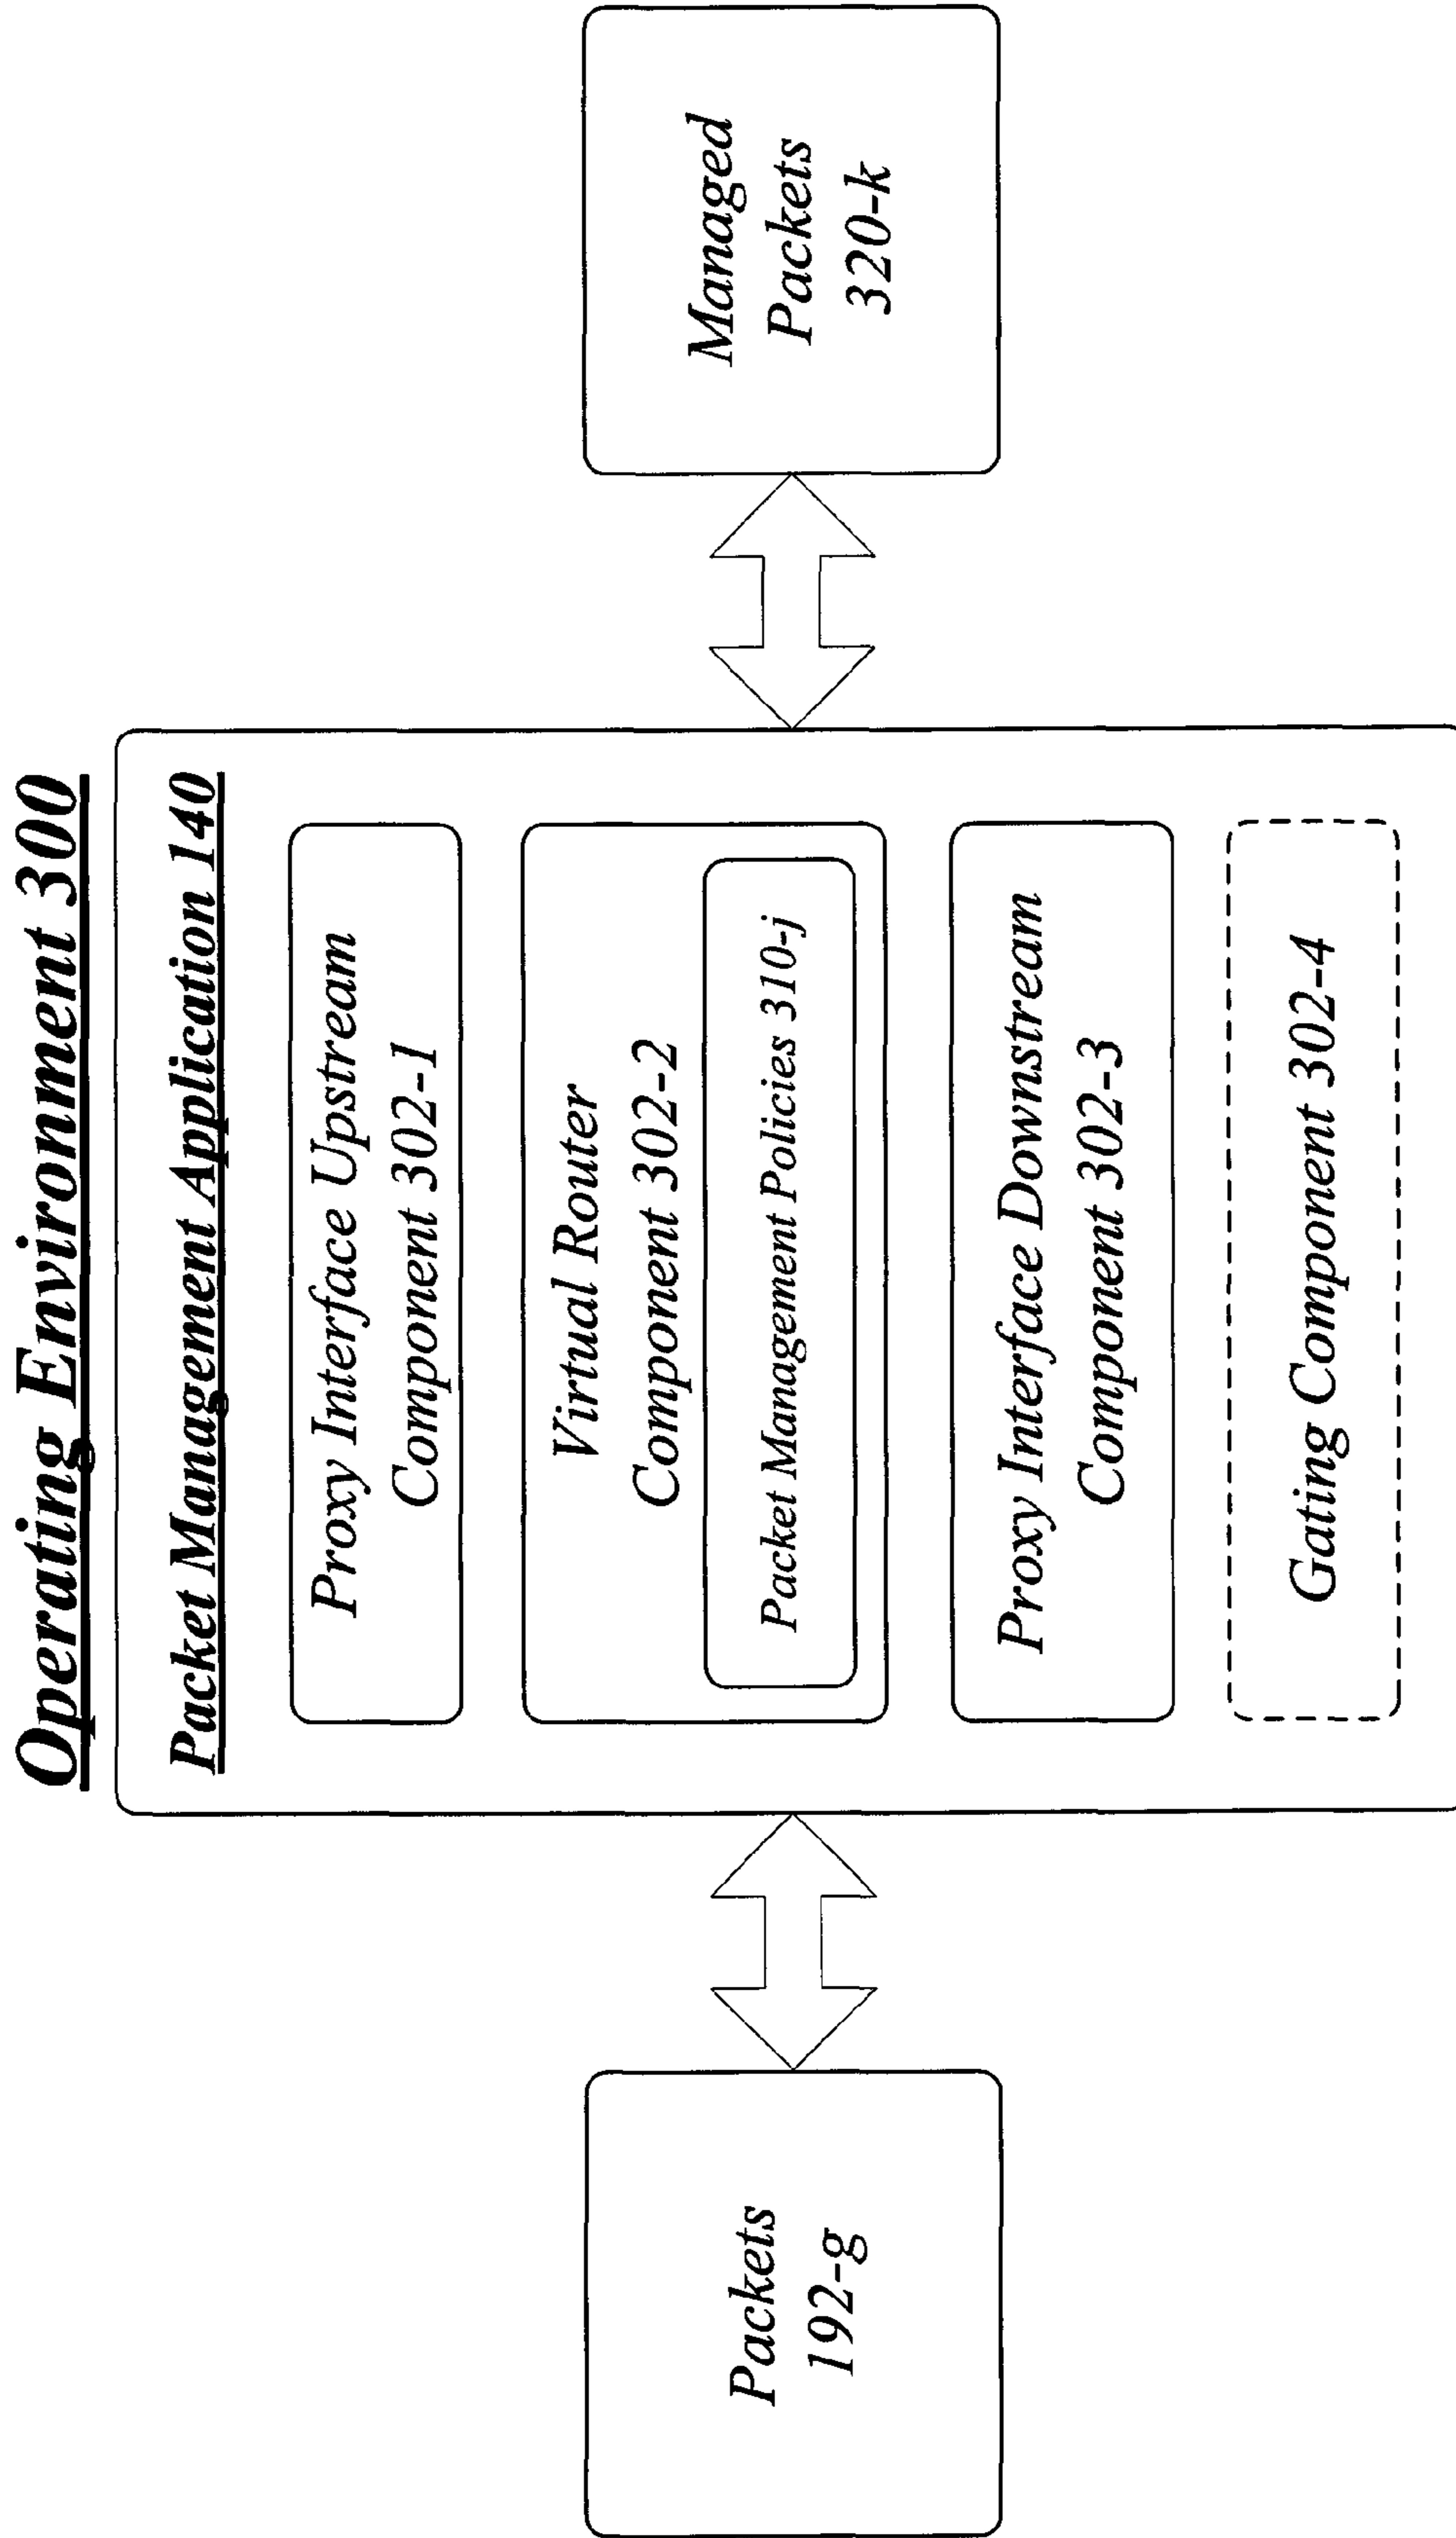 Operating Environment 300
Packet Management Application 140
Proxy Interface Upstream
Component 302-1
Virtual Router
Component 302-2
Packet Management Policies 310-j
Proxy Interface Downstream
Component 302-3
Gating Component 302-4
Packets
192-g
Managed
Packets
320-k